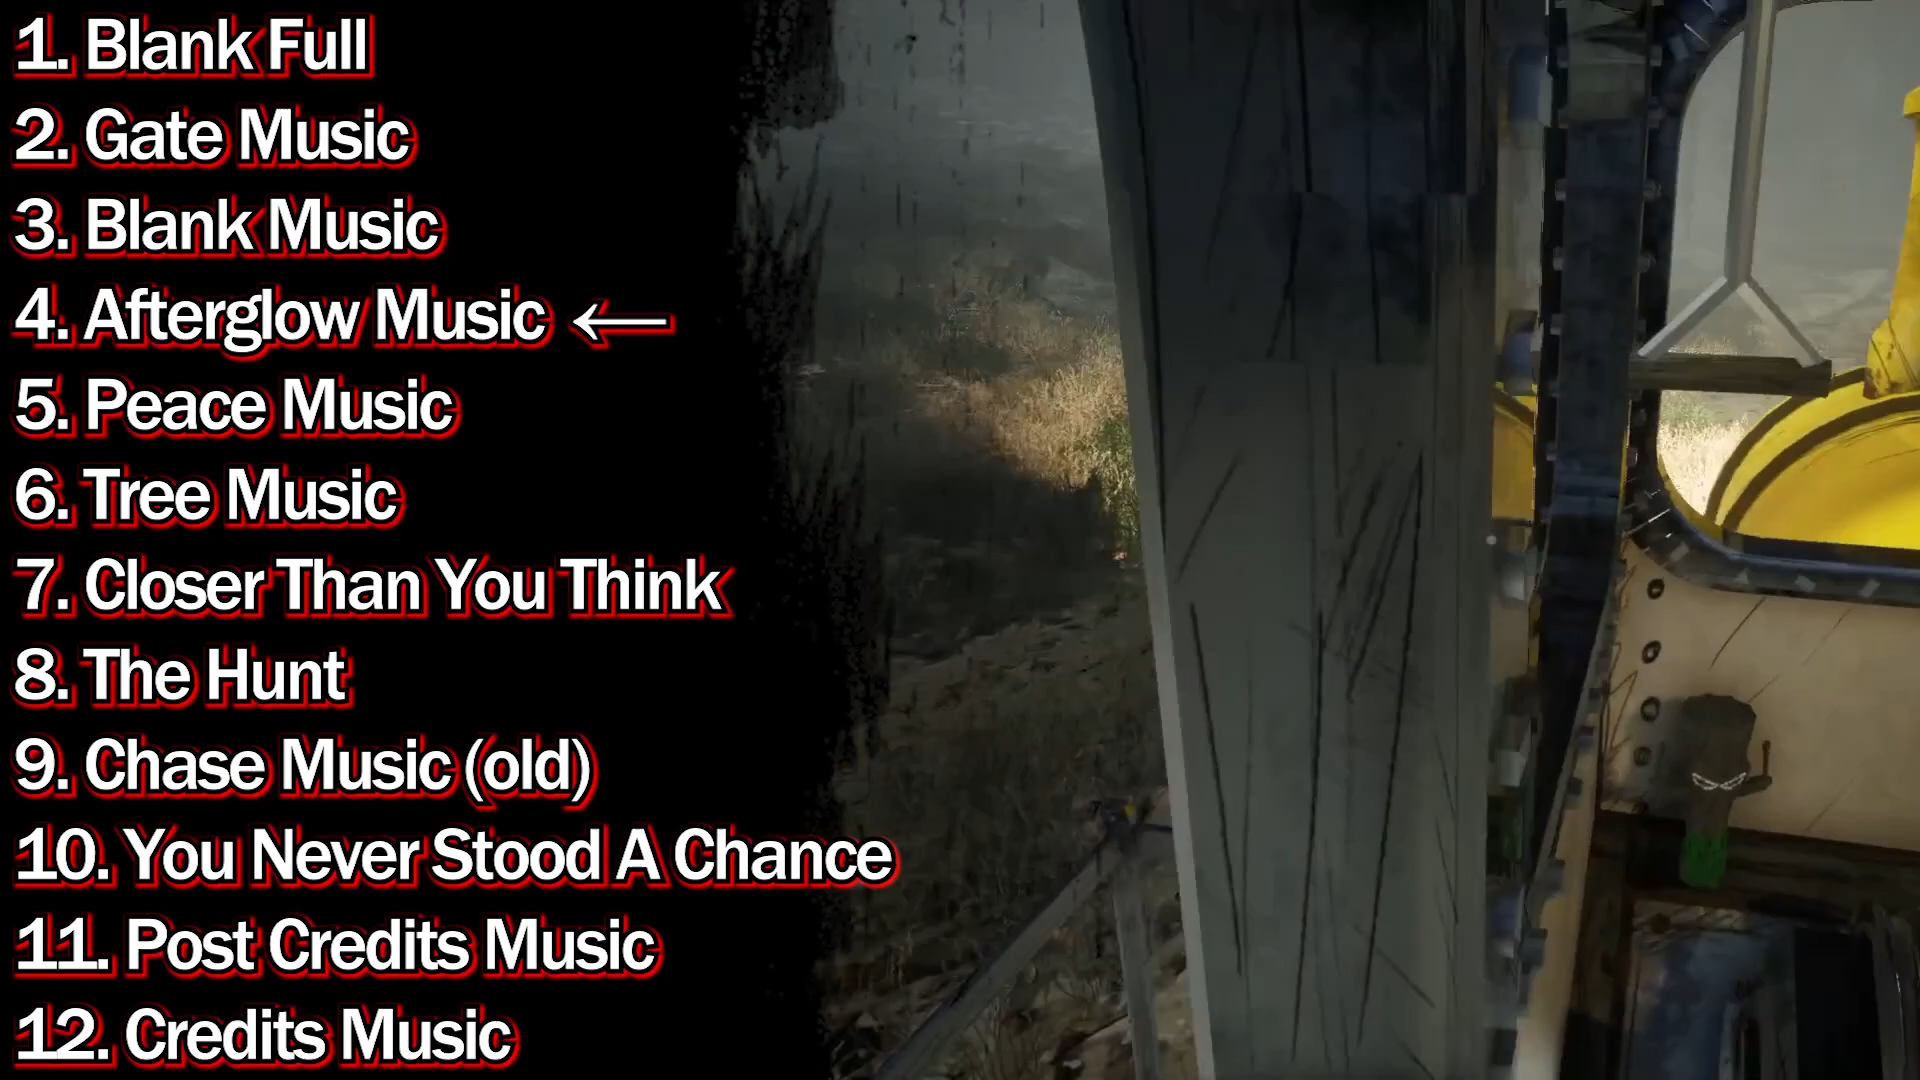 1. Blank Full
2. Gate Music
3. Blank Music
4. Afterglow Music ←
5. Peace Music
6. Tree Music
7. Closer Than You Think
8. The Hunt
9. Chase Music (old)
10. You Never Stood A Chance
11. Post Credits Music
12. Credits Music